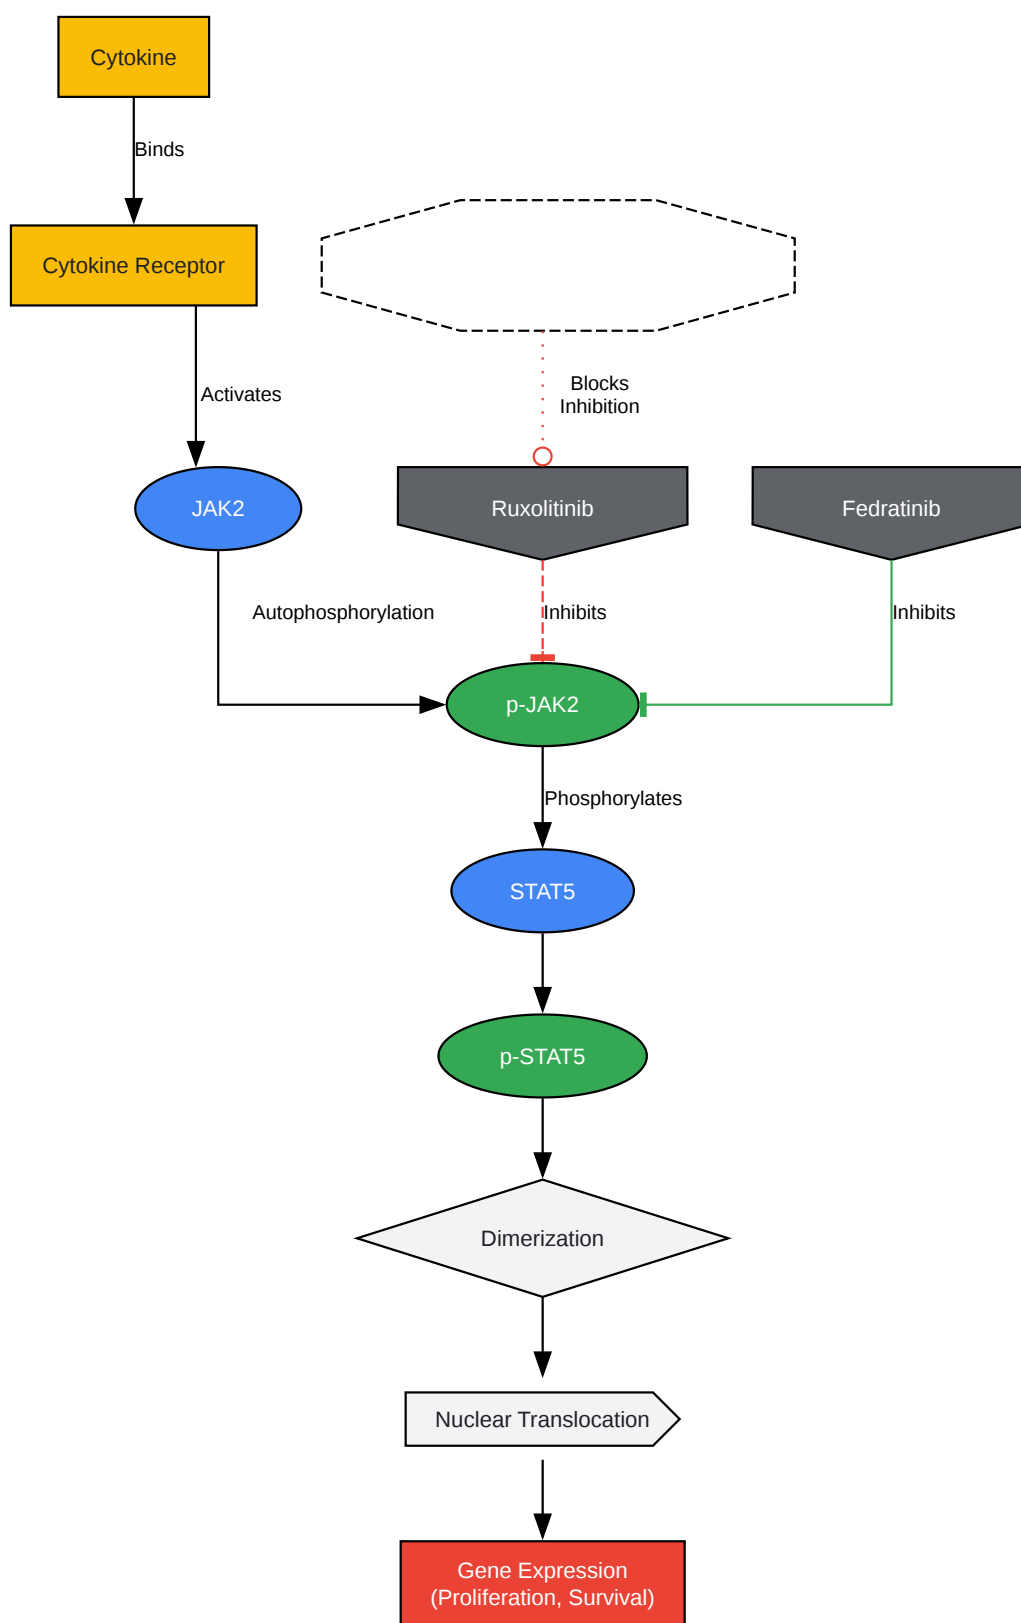 Cytokine
Binds
Cytokine Receptor
Activates
Blocks
Inhibition
JAK2
Ruxolitinib
Fedratinib
Autophosphorylation
Inhibits
Inhibits
p-JAK2
Phosphorylates
STAT5
p-STAT5
Dimerization
Nuclear Translocation
Gene Expression
(Proliferation, Survival)